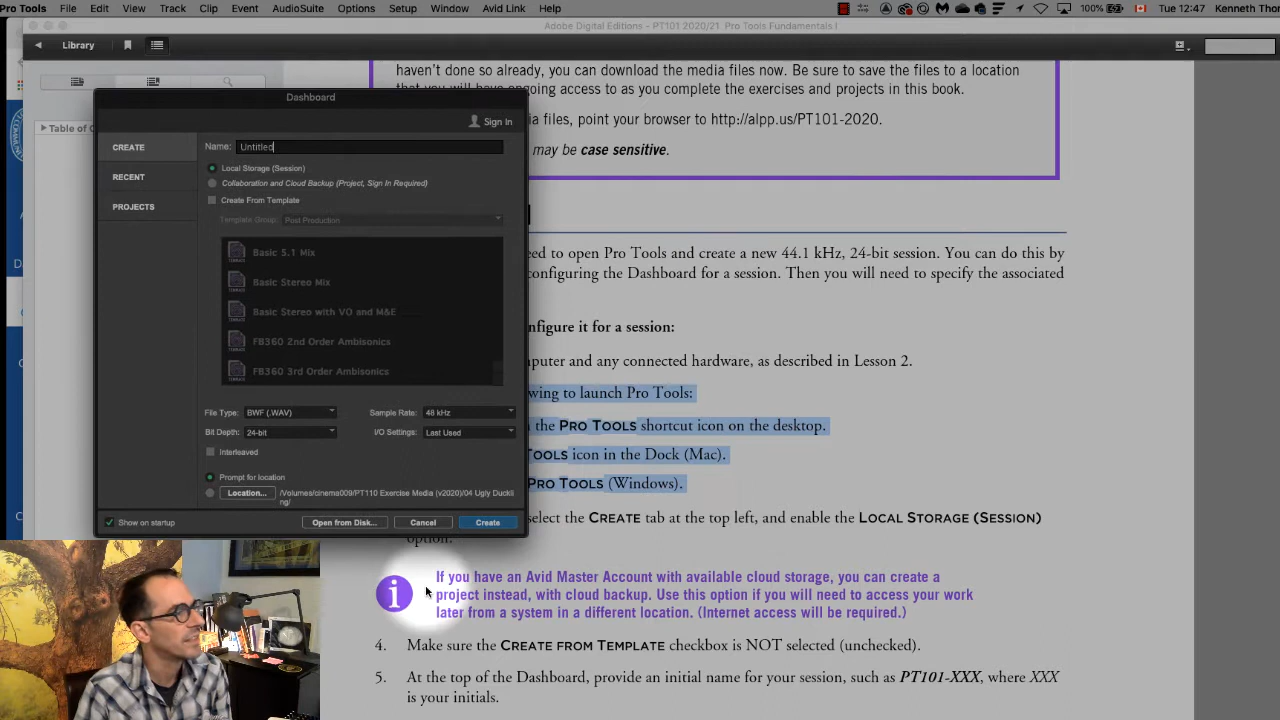 Pro Tools File Edit View Track Clip Event AudioSuite Options Setup Window Avid Link Help 100% Tue 12:47 Kenneth Thor
Adobe Digital Editions - PT101 2020/21. Pro Tools Fundamentals I
Library
Table of C
haven't done so already, you can download the media files now. Be sure to save the files to a location
that you will have ongoing access to as you complete the exercises and projects in this book.
ia files, point your browser to http://alpp.us/PT101-2020.
may be case sensitive.
Dashboard
Sign In
CREATE
RECENT
PROJECTS
Name: Untitled
Local Storage (Session)
Collaboration and Cloud Backup (Project, Sign In Required)
Create From Template
Template Group: Post Production
Basic 5.1 Mix
Basic Stereo Mix
Basic Stereo with VO and M&E
FB360 2nd Order Ambisonics
FB360 3rd Order Ambisonics
File Type: BWF (.WAV) Sample Rate: 48 kHz
Bit Depth: 24-bit I/O Settings: Last Used
Interleaved
Prompt for location
Location... /Volumes/cinema009/PT110 Exercise Media (v2020)/04 Ugly Duckli
ng/
Show on startup Open from Disk... Cancel Create
eed to open Pro Tools and create a new 44.1 kHz, 24-bit session. You can do this by
configuring the Dashboard for a session. Then you will need to specify the associated
nfigure it for a session:
puter and any connected hardware, as described in Lesson 2.
wing to launch Pro Tools:
the PRO TOOLS shortcut icon on the desktop.
TOOLS icon in the Dock (Mac).
PRO TOOLS (Windows).
select the CREATE tab at the top left, and enable the LOCAL STORAGE (SESSION)
option.
i
If you have an Avid Master Account with available cloud storage, you can create a
project instead, with cloud backup. Use this option if you will need to access your work
later from a system in a different location. (Internet access will be required.)
4. Make sure the CREATE FROM TEMPLATE checkbox is NOT selected (unchecked).
5. At the top of the Dashboard, provide an initial name for your session, such as PT101-XXX, where XXX
is your initials.